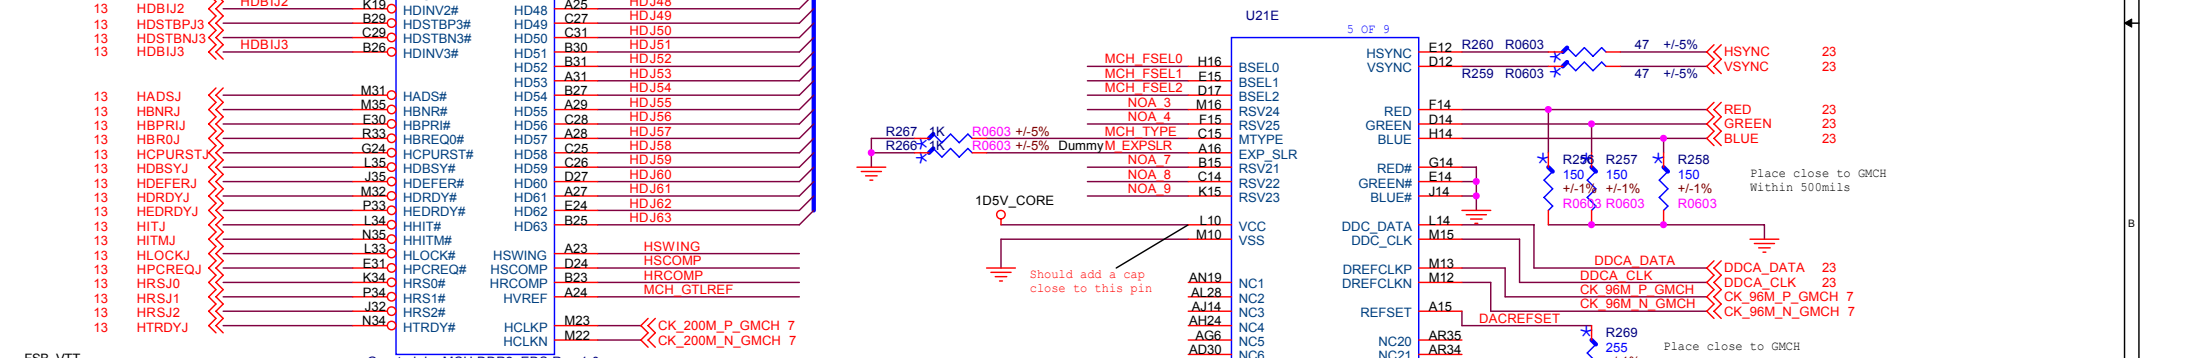 HDBIJ2 K19 HDINV2# HD48 A25 HDJ48
13 HDBIJ2
13 HDSTBPJ3 B29 HDSTBP3# HD49 C27 HDJ49
13 HDSTBNJ3 C29 HDSTBN3# HD50 C31 HDJ50
13 HDBIJ3 HDBIJ3 B26 HDINV3# HD51 B30 HDJ51
HD52 B31 HDJ52
HD53 A31 HDJ53
13 HADSJ M31 HADS# HD54 B27 HDJ54
13 HBNRJ M35 HBNR# HD55 A29 HDJ55
13 HBPRIJ E30 HBPRI# HD56 C28 HDJ56
13 HBR0J R33 HBREQ0# HD57 A28 HDJ57
13 HCPURSTJ G24 HCPURST# HD58 C25 HDJ58
13 HDBSYJ L35 HDBSY# HD59 C26 HDJ59
13 HDEFERJ J35 HDEFER# HD60 D27 HDJ60
13 HDRDYJ M32 HDRDY# HD61 A27 HDJ61
13 HEDRDYJ P33 HEDRDY# HD62 E24 HDJ62
13 HITJ L34 HHIT# HD63 B25 HDJ63
13 HITMJ N35 HHITM#
13 HLOCKJ L33 HLOCK# HSWING A23 HSWING
13 HPCREQJ E31 HPCREQ# HSCOMP D24 HSCOMP
13 HRSJ0 K34 HRS0# HRCOMP B23 HRCOMP
13 HRSJ1 P34 HRS1# HVREF A24 MCH_GTLREF
13 HRSJ2 J32 HRS2#
13 HTRDYJ N34 HTRDY# HCLKP M23 CK_200M_P_GMCH 7
HCLKN M22 CK_200M_N_GMCH 7
FSB_VTT
U21E
5 OF 9
HSYNC E12 R260 R0603 47 +/-5% HSYNC 23
MCH_FSEL0 H16 BSEL0 VSYNC D12 R259 R0603 47 +/-5% VSYNC 23
MCH_FSEL1 E15 BSEL1
MCH_FSEL2 D17 BSEL2
NOA_3 M16 RSV24 RED F14 RED 23
NOA_4 F15 RSV25 GREEN D14 GREEN 23
R267 1K R0603 +/-5% MCH_TYPE C15 MTYPE BLUE H14 BLUE 23
R266 1K R0603 +/-5% Dummy M_EXPSLR A16 EXP_SLR
NOA_7 B15 RSV21 RED# G14
NOA_8 C14 RSV22 GREEN# E14
NOA_9 K15 RSV23 BLUE# J14
R256 R257 R258
150 150 150
+/-1% +/-1% +/-1%
R0603 R0603 R0603
Place close to GMCH
Within 500mils
1D5V_CORE
L10 VCC DDC_DATA L14
M10 VSS DDC_CLK M15
Should add a cap
close to this pin
DREFCLKP M13 DDCA_DATA DDCA_DATA 23
AN19 NC1 DREFCLKN M12 DDCA_CLK DDCA_CLK 23
AL28 NC2 CK_96M_P_GMCH CK_96M_P_GMCH 7
AJ14 NC3 REFSET A15 CK_96M_N_GMCH CK_96M_N_GMCH 7
AH24 NC4 DACREFSET
AG6 NC5 NC20 AR35
AD30 NC6 NC21 AR34
R269
255
Place close to GMCH
B